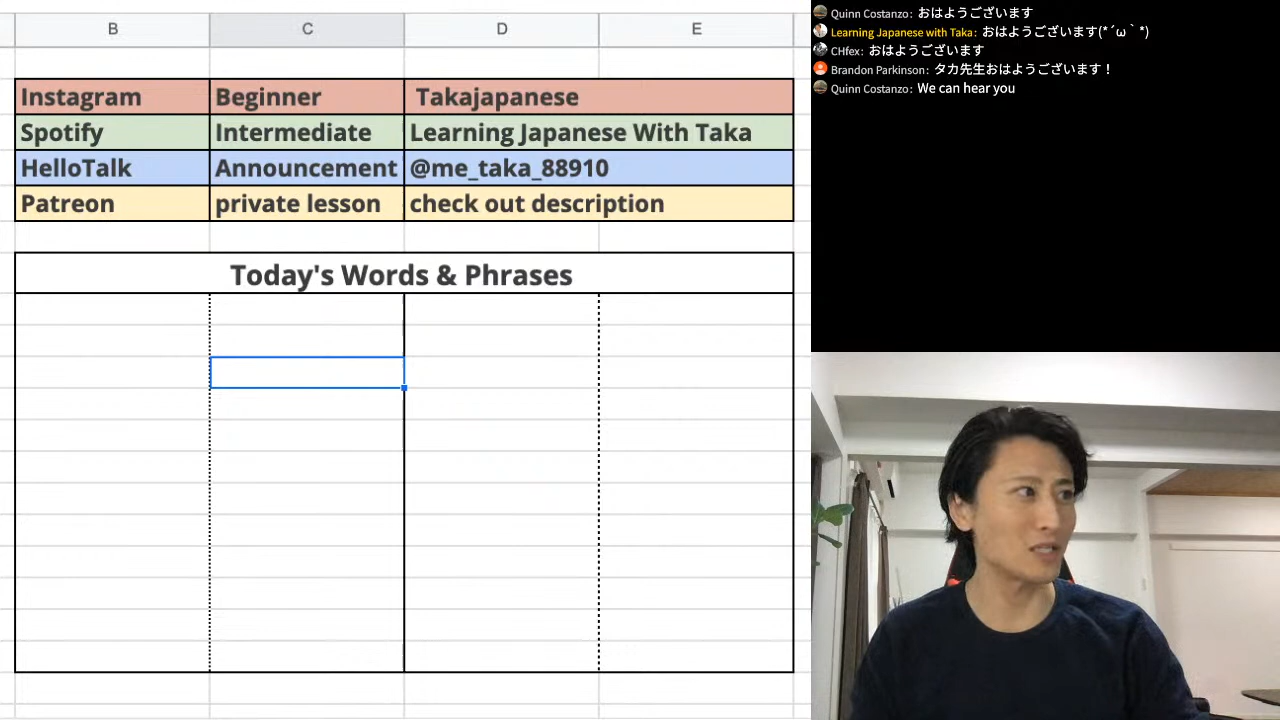 B C D E
Instagram Beginner Takajapanese
Spotify Intermediate Learning Japanese With Taka
HelloTalk Announcement @me_taka_88910
Patreon private lesson check out description
Today's Words & Phrases
Quinn Costanzo: おはようございます
Learning Japanese with Taka: おはようございます(*´ω｀*)
CHfex: おはようございます
Brandon Parkinson: タカ先生おはようございます！
Quinn Costanzo: We can hear you